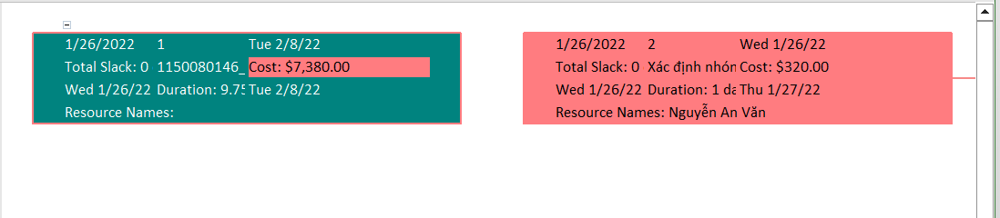 1/26/2022 1 Tue 2/8/22
Total Slack: 0 1150080146_ Cost: $7,380.00
Wed 1/26/22 Duration: 9.75 Tue 2/8/22
Resource Names:
1/26/2022 2 Wed 1/26/22
Total Slack: 0 Xác định nhón Cost: $320.00
Wed 1/26/22 Duration: 1 da Thu 1/27/22
Resource Names: Nguyễn An Văn